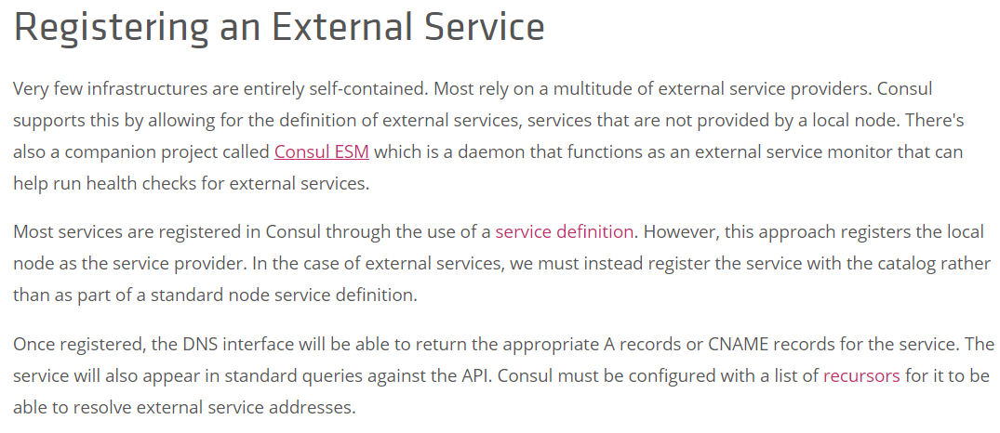 Registering an External Service
Very few infrastructures are entirely self-contained. Most rely on a multitude of external service providers. Consul
supports this by allowing for the definition of external services, services that are not provided by a local node. There's
also a companion project called Consul ESM which is a daemon that functions as an external service monitor that can
help run health checks for external services.
Most services are registered in Consul through the use of a service definition. However, this approach registers the local
node as the service provider. In the case of external services, we must instead register the service with the catalog rather
than as part of a standard node service definition.
Once registered, the DNS interface will be able to return the appropriate A records or CNAME records for the service. The
service will also appear in standard queries against the API. Consul must be configured with a list of recursors for it to be
able to resolve external service addresses.